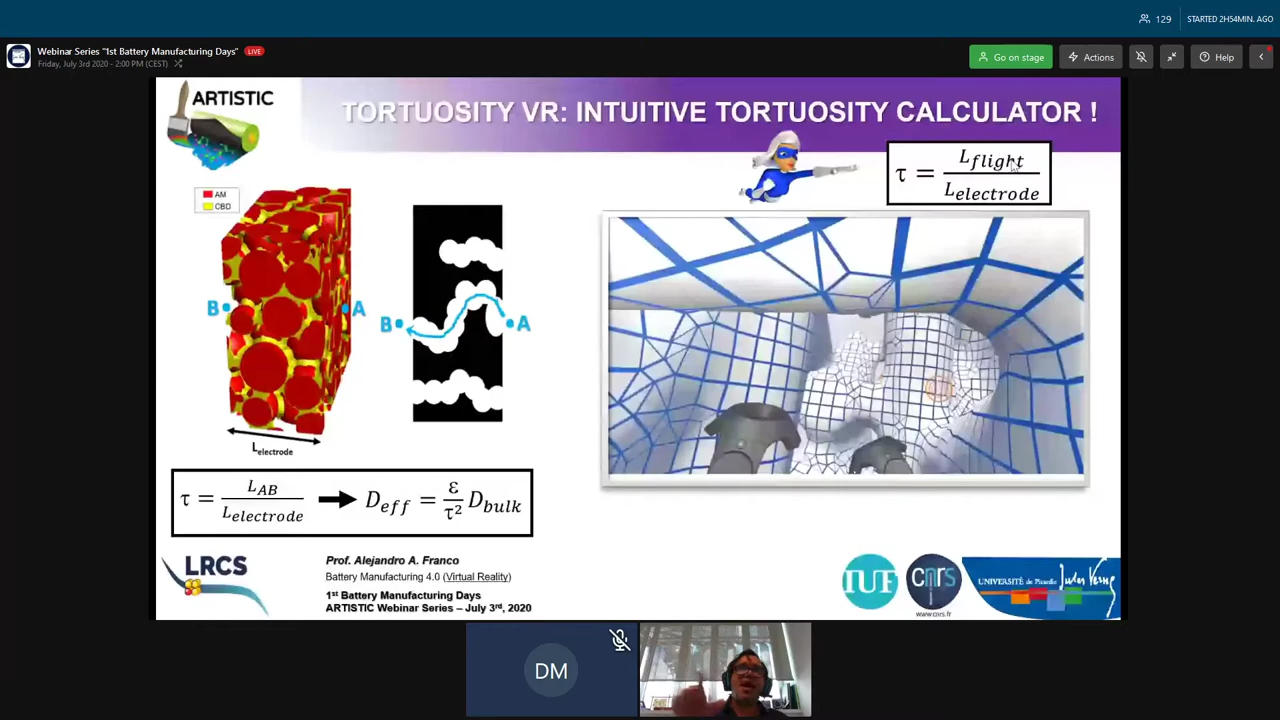 129
STARTED 2H54MIN. AGO
Webinar Series "1st Battery Manufacturing Days" LIVE
Friday, July 3rd 2020 - 2:00 PM (CEST)
Go on stage
Actions
Help
ARTISTIC
TORTUOSITY VR: INTUITIVE TORTUOSITY CALCULATOR !
τ = L_flight / L_electrode
AM
CBD
B
A
B
A
L_electrode
τ = L_AB / L_electrode → D_eff = ε/τ² D_bulk
LRCS
Prof. Alejandro A. Franco
Battery Manufacturing 4.0 (Virtual Reality)
1st Battery Manufacturing Days
ARTISTIC Webinar Series – July 3rd, 2020
IUF
cnrs
www.cnrs.fr
UNIVERSITÉ de Picardie Jules Verne
DM